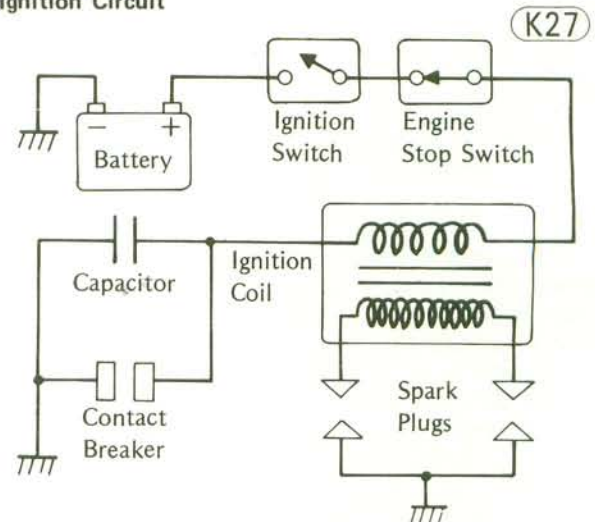 Ignition Circuit
K27
Ignition
Switch
Engine
Stop Switch
− +
Battery
Capacitor
Ignition
Coil
Contact
Breaker
Spark
Plugs